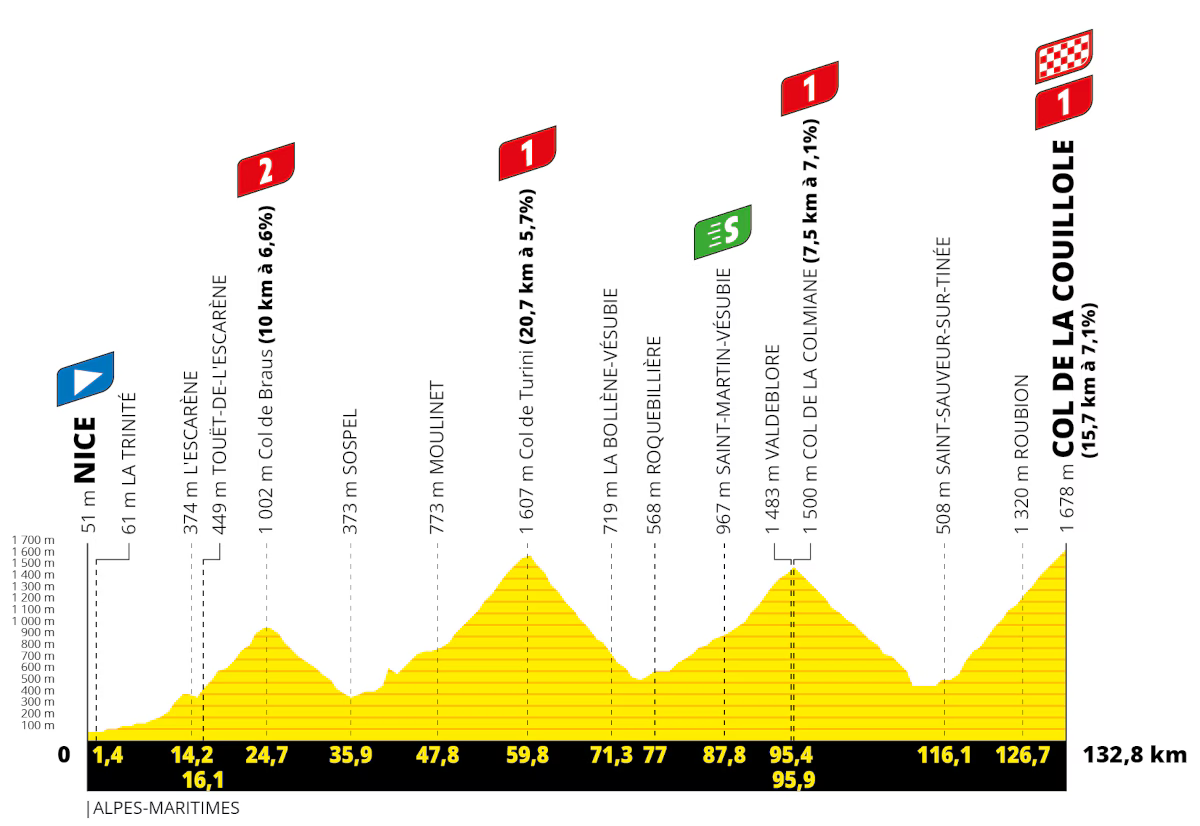 2
1
1
1
S
51 m NICE
61 m LA TRINITÉ
374 m L'ESCARÈNE
449 m TOUËT-DE-L'ESCARÈNE
1 002 m Col de Braus (10 km à 6,6%)
373 m SOSPEL
773 m MOULINET
1 607 m Col de Turini (20,7 km à 5,7%)
719 m LA BOLLÈNE-VÉSUBIE
568 m ROQUEBILLIÈRE
967 m SAINT-MARTIN-VÉSUBIE
1 483 m VALDEBLORE
1 500 m COL DE LA COLMIANE (7,5 km à 7,1%)
508 m SAINT-SAUVEUR-SUR-TINÉE
1 320 m ROUBION
1 678 m COL DE LA COUILLOLE
(15,7 km à 7,1%)
1 700 m
1 600 m
1 500 m
1 400 m
1 300 m
1 200 m
1 100 m
1 000 m
900 m
800 m
700 m
600 m
500 m
400 m
300 m
200 m
100 m
0 1,4 14,2 24,7 35,9 47,8 59,8 71,3 77 87,8 95,4 116,1 126,7 132,8 km
16,1 95,9
|ALPES-MARITIMES